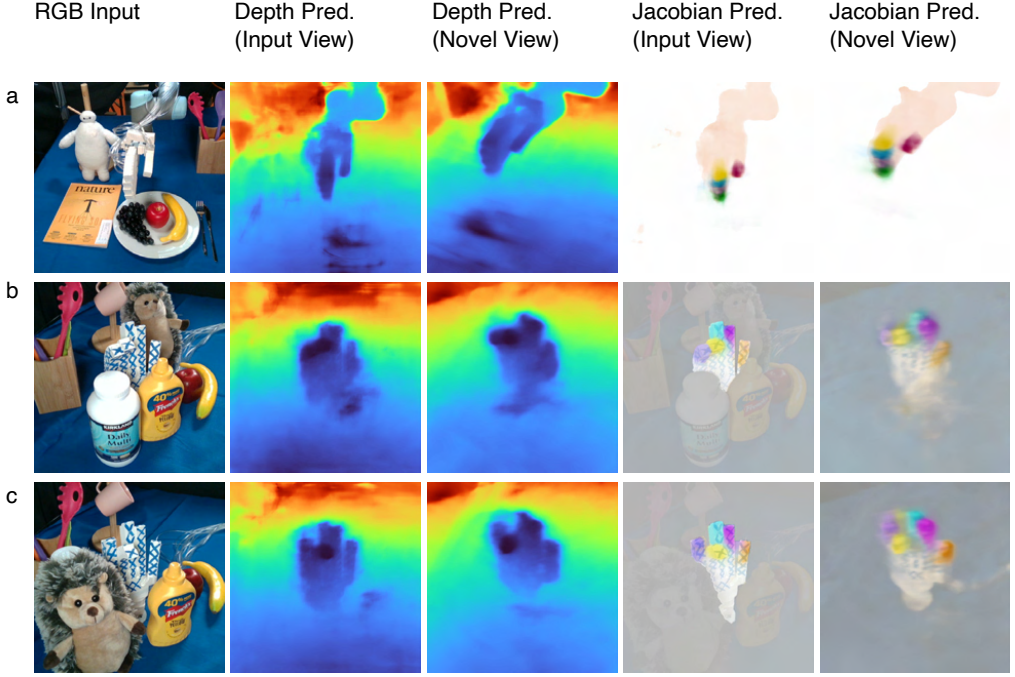 RGB Input
Depth Pred.
(Input View)
Depth Pred.
(Novel View)
Jacobian Pred.
(Input View)
Jacobian Pred.
(Novel View)
a
nature
b
40%
French's
KIRKLAND
Daily
Multi
c
40%
French's